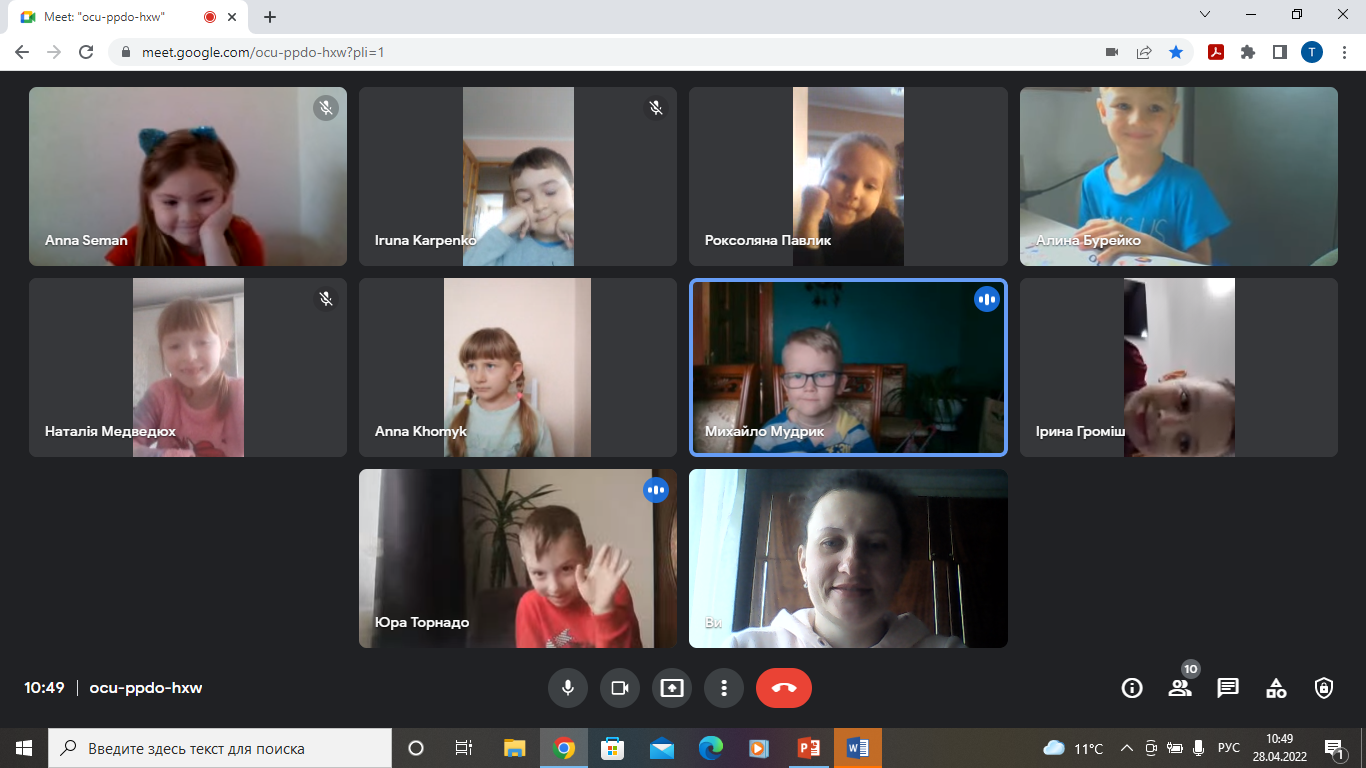 Meet: "ocu-ppdo-hxw"
meet.google.com/ocu-ppdo-hxw?pli=1
T
Anna Seman
Iruna Karpenko
Роксоляна Павлик
Алина Бурейко
Наталія Медведюх
Anna Khomyk
Михайло Мудрик
Ірина Громіш
Юра Торнадо
Ви
10:49 | ocu-ppdo-hxw
10
Введите здесь текст для поиска
11°C
РУС
10:49
28.04.2022
1